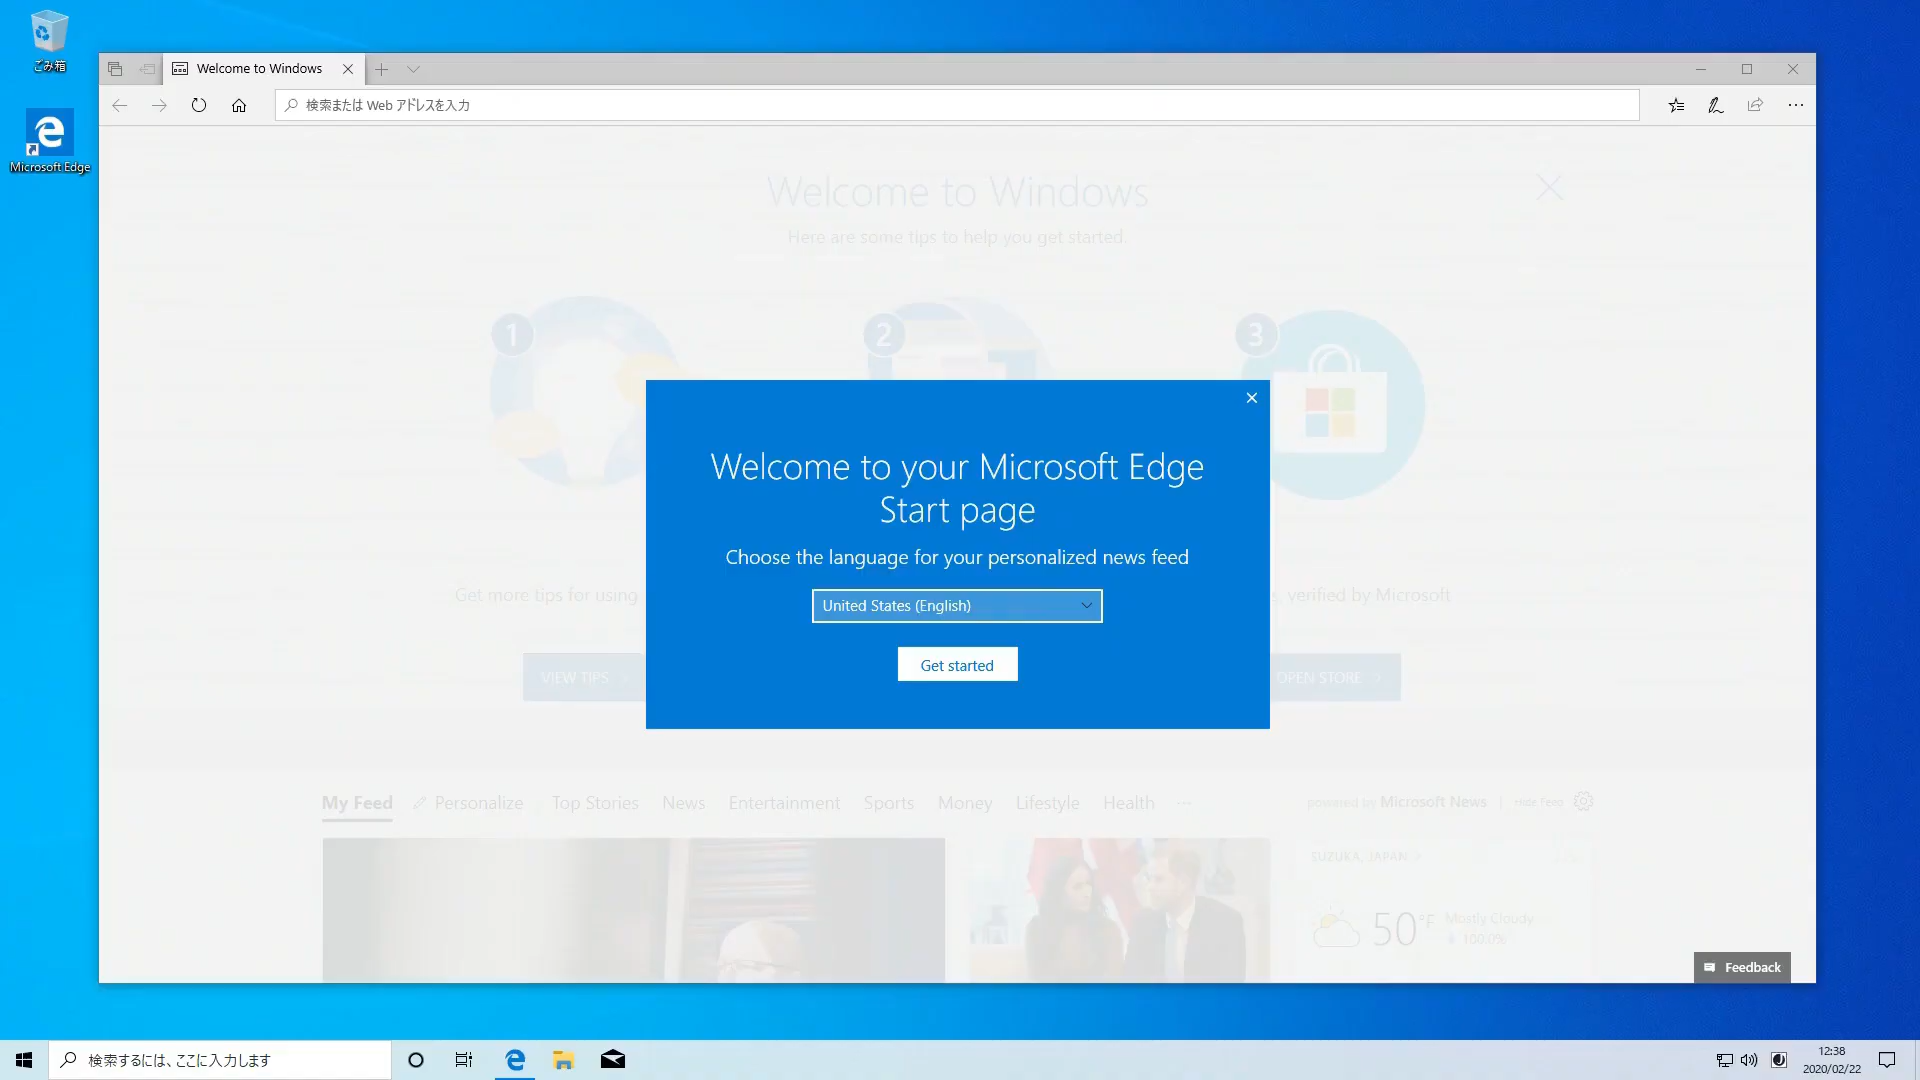 ごみ箱
Microsoft Edge
Welcome to Windows
検索または Web アドレスを入力
Welcome to Windows
Here are some tips to help you get started.
1
2
3
Welcome to your Microsoft Edge
Start page
Choose the language for your personalized news feed
United States (English)
Get started
Get more tips for using
, verified by Microsoft
VIEW TIPS
OPEN STORE
My Feed
Personalize
Top Stories
News
Entertainment
Sports
Money
Lifestyle
Health
powered by Microsoft News | Hide Feed
SUZUKA, JAPAN
50°F
Mostly Cloudy
100.0%
Feedback
検索するには、ここに入力します
12:38
2020/02/22